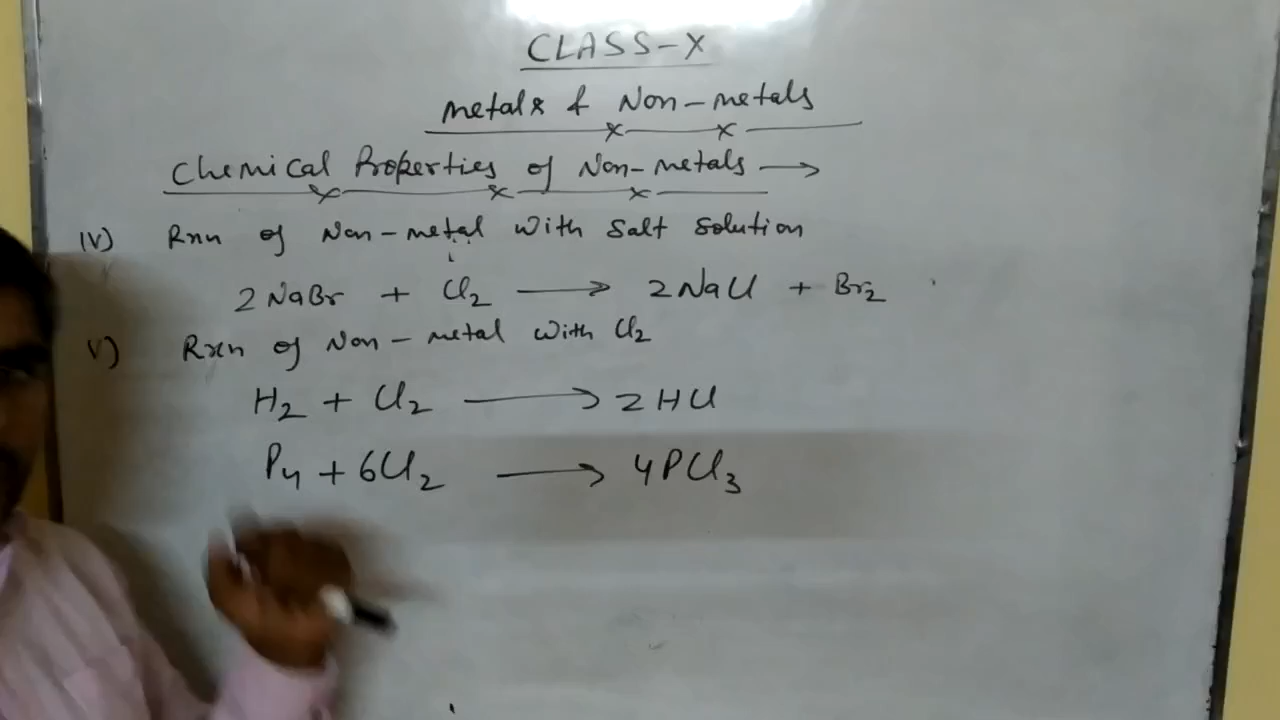 CLASS-X
Metals & Non-metals
Chemical Properties of Non-metals →
IV) Rxn of Non-metal with Salt Solution
2NaBr + Cl₂ → 2NaCl + Br₂
V) Rxn of Non-metal with Cl₂
H₂ + Cl₂ → 2HCl
P₄ + 6Cl₂ → 4PCl₃